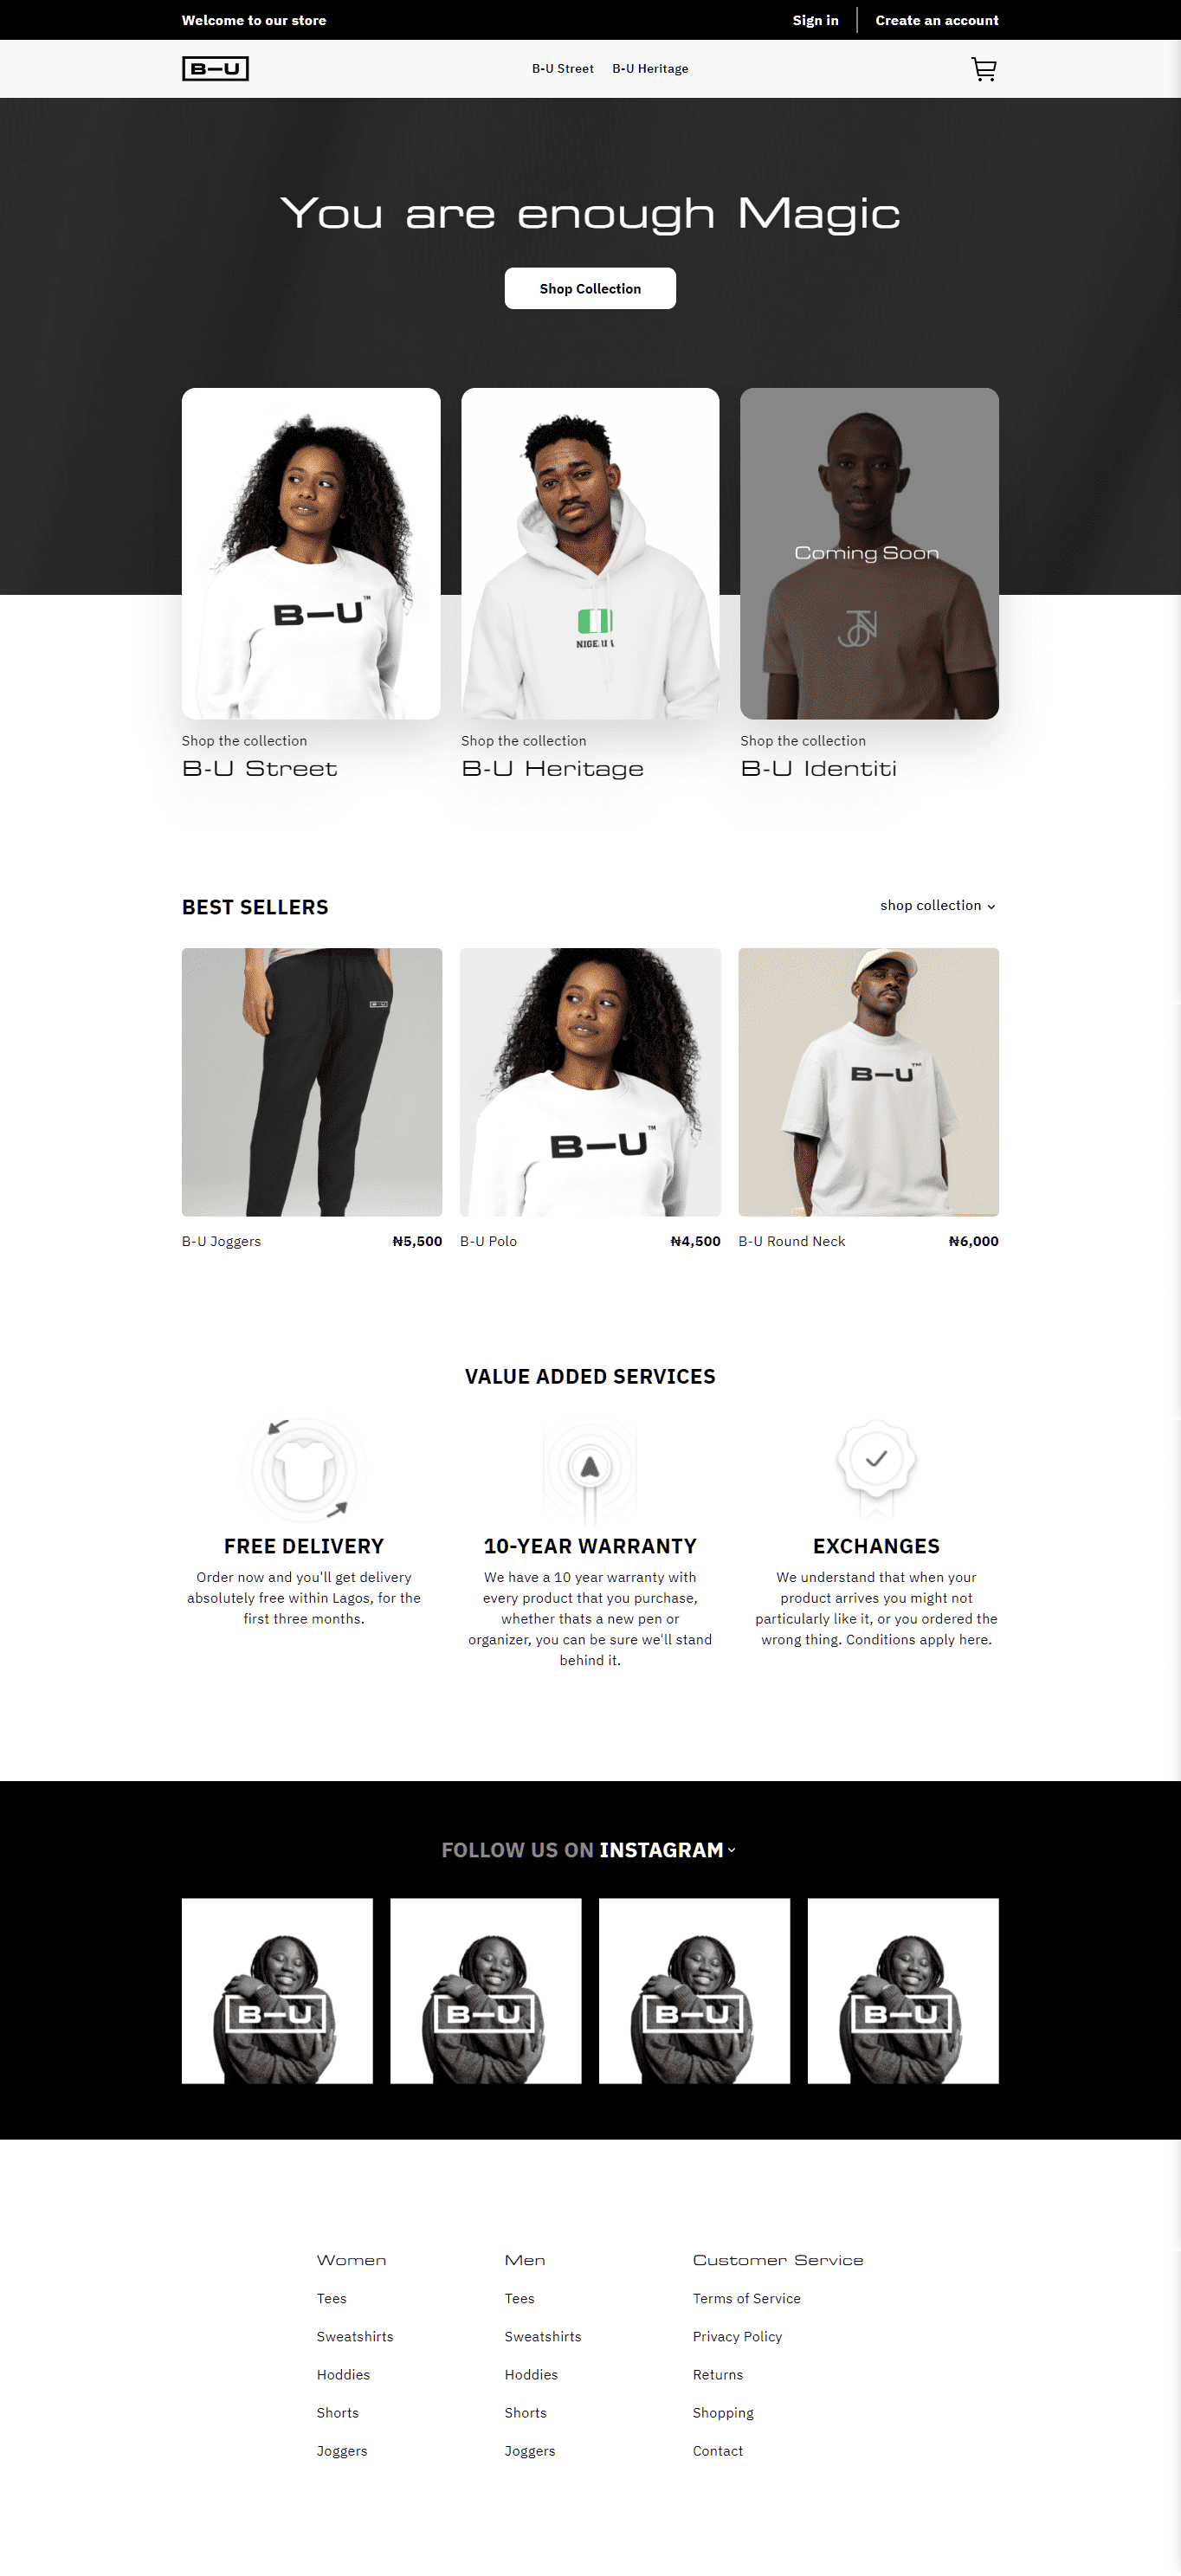 Welcome to our store
Sign in
Create an account
B-U
B-U Street
B-U Heritage
You are enough Magic
Shop Collection
B-U™
NIGE
Coming Soon
Shop the collection
B-U Street
Shop the collection
B-U Heritage
Shop the collection
B-U Identiti
BEST SELLERS
shop collection
B-U
B-U™
B-U™
B-U Joggers
₦5,500
B-U Polo
₦4,500
B-U Round Neck
₦6,000
VALUE ADDED SERVICES
FREE DELIVERY
Order now and you'll get delivery
absolutely free within Lagos, for the
first three months.
10-YEAR WARRANTY
We have a 10 year warranty with
every product that you purchase,
whether thats a new pen or
organizer, you can be sure we'll stand
behind it.
EXCHANGES
We understand that when your
product arrives you might not
particularly like it, or you ordered the
wrong thing. Conditions apply here.
FOLLOW US ON INSTAGRAM
B-U
B-U
B-U
B-U
Women
Tees
Sweatshirts
Hoddies
Shorts
Joggers
Men
Tees
Sweatshirts
Hoddies
Shorts
Joggers
Customer Service
Terms of Service
Privacy Policy
Returns
Shopping
Contact